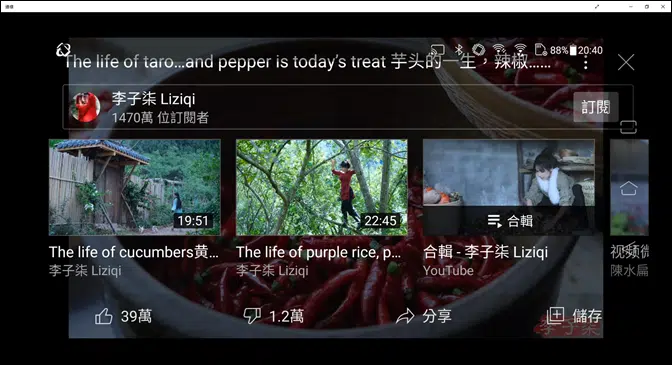 連線
88% 20:40
The life of taro…and pepper is today's treat 芋头的一生，辣椒……
李子柒 Liziqi
1470萬 位訂閱者
訂閱
19:51
22:45
合輯
The life of cucumbers黄…
The life of purple rice, p…
合輯 - 李子柒 Liziqi
李子柒 Liziqi
李子柒 Liziqi
YouTube
陳水扁
39萬
1.2萬
分享
儲存
李子柒